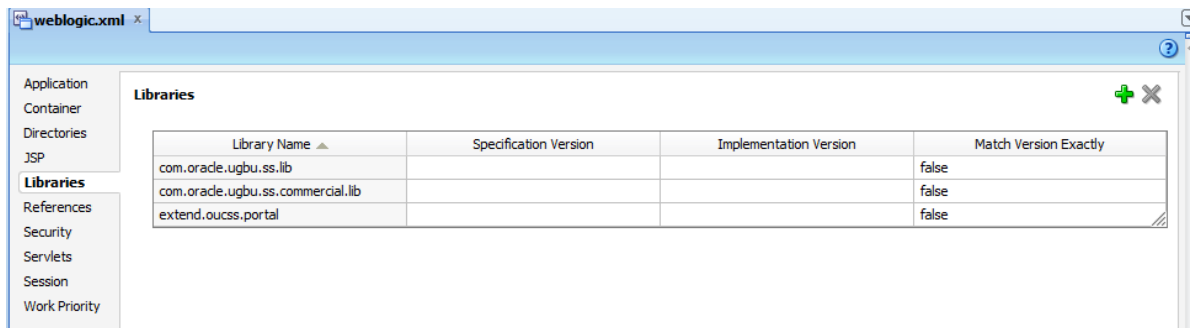 weblogic.xml x
Application
Container
Directories
JSP
Libraries
References
Security
Servlets
Session
Work Priority
Libraries
Library Name Specification Version Implementation Version Match Version Exactly
com.oracle.ugbu.ss.lib false
com.oracle.ugbu.ss.commercial.lib false
extend.oucss.portal false